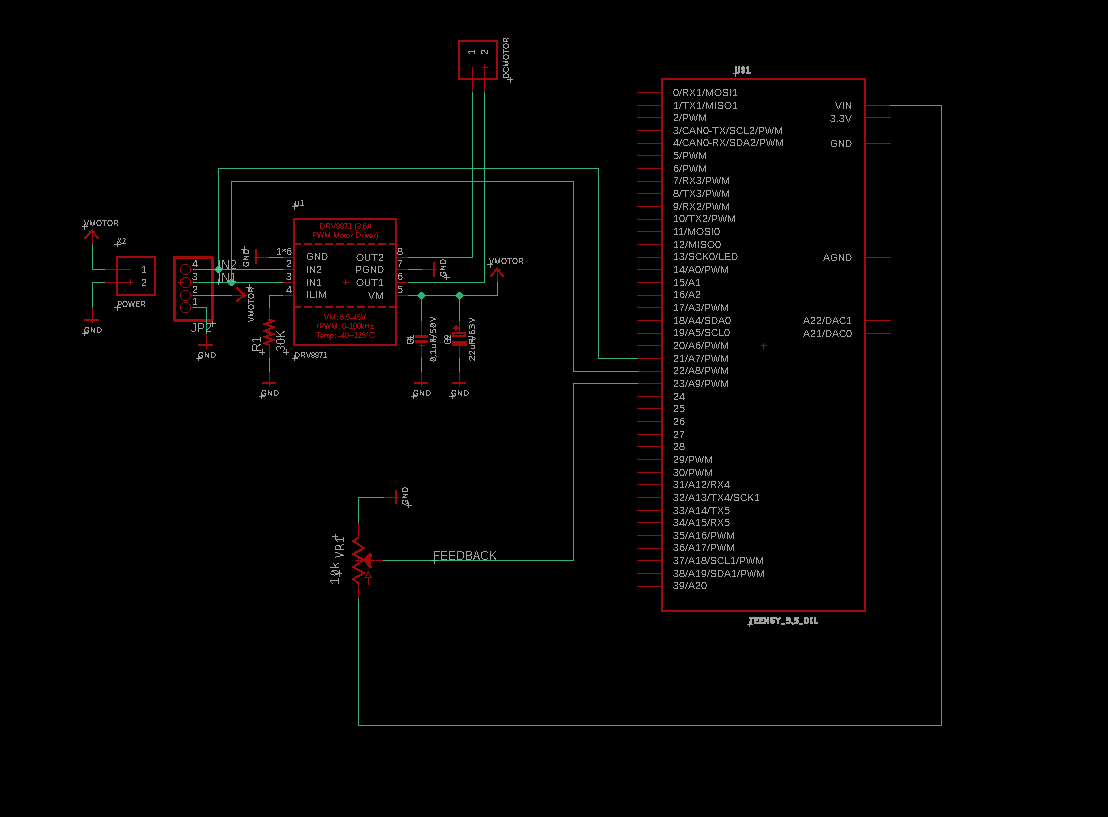 1 2
DCMOTOR
VMOTOR
X2
1
2
POWER
GND
4
3
2
1
JP2
GND
IN2
IN1
VMOTOR
GND
U1
DRV8871 (3.6A
PWM Motor Driver)
1*6 GND OUT2 8
2 IN2 PGND 7
3 IN1 OUT1 6
4 ILIM VM 5
VM: 6.5-45V
fPWM: 0-100kHz
Temp: -40~125°C
DRV8871
R1
30K
GND
GND
VMOTOR
0.1uF/50V
GND
22uF/63V
GND
GND
VR1
10k
FEEDBACK
0/RX1/MOSI1
1/TX1/MISO1
2/PWM
3/CAN0-TX/SCL2/PWM
4/CAN0-RX/SDA2/PWM
5/PWM
6/PWM
7/RX3/PWM
8/TX3/PWM
9/RX2/PWM
10/TX2/PWM
11/MOSI0
12/MISO0
13/SCK0/LED
14/A0/PWM
15/A1
16/A2
17/A3/PWM
18/A4/SDA0
19/A5/SCL0
20/A6/PWM
21/A7/PWM
22/A8/PWM
23/A9/PWM
24
25
26
27
28
29/PWM
30/PWM
31/A12/RX4
32/A13/TX4/SCK1
33/A14/TX5
34/A15/RX5
35/A16/PWM
36/A17/PWM
37/A18/SCL1/PWM
38/A19/SDA1/PWM
39/A20
VIN
3.3V
GND
AGND
A22/DAC1
A21/DAC0
TEENSY_3.5_DIL